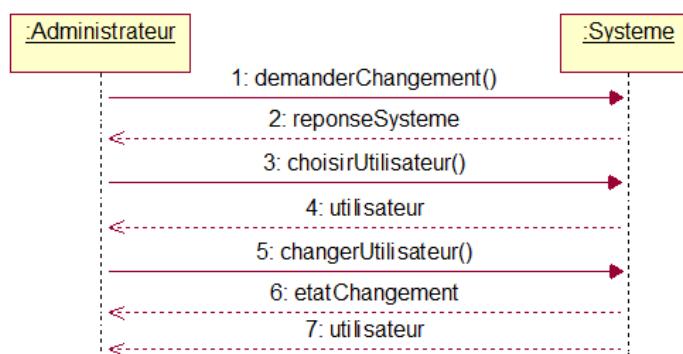 :Administrateur
:Systeme
1: demanderChangement()
2: reponseSysteme
3: choisirUtilisateur()
4: utilisateur
5: changerUtilisateur()
6: etatChangement
7: utilisateur